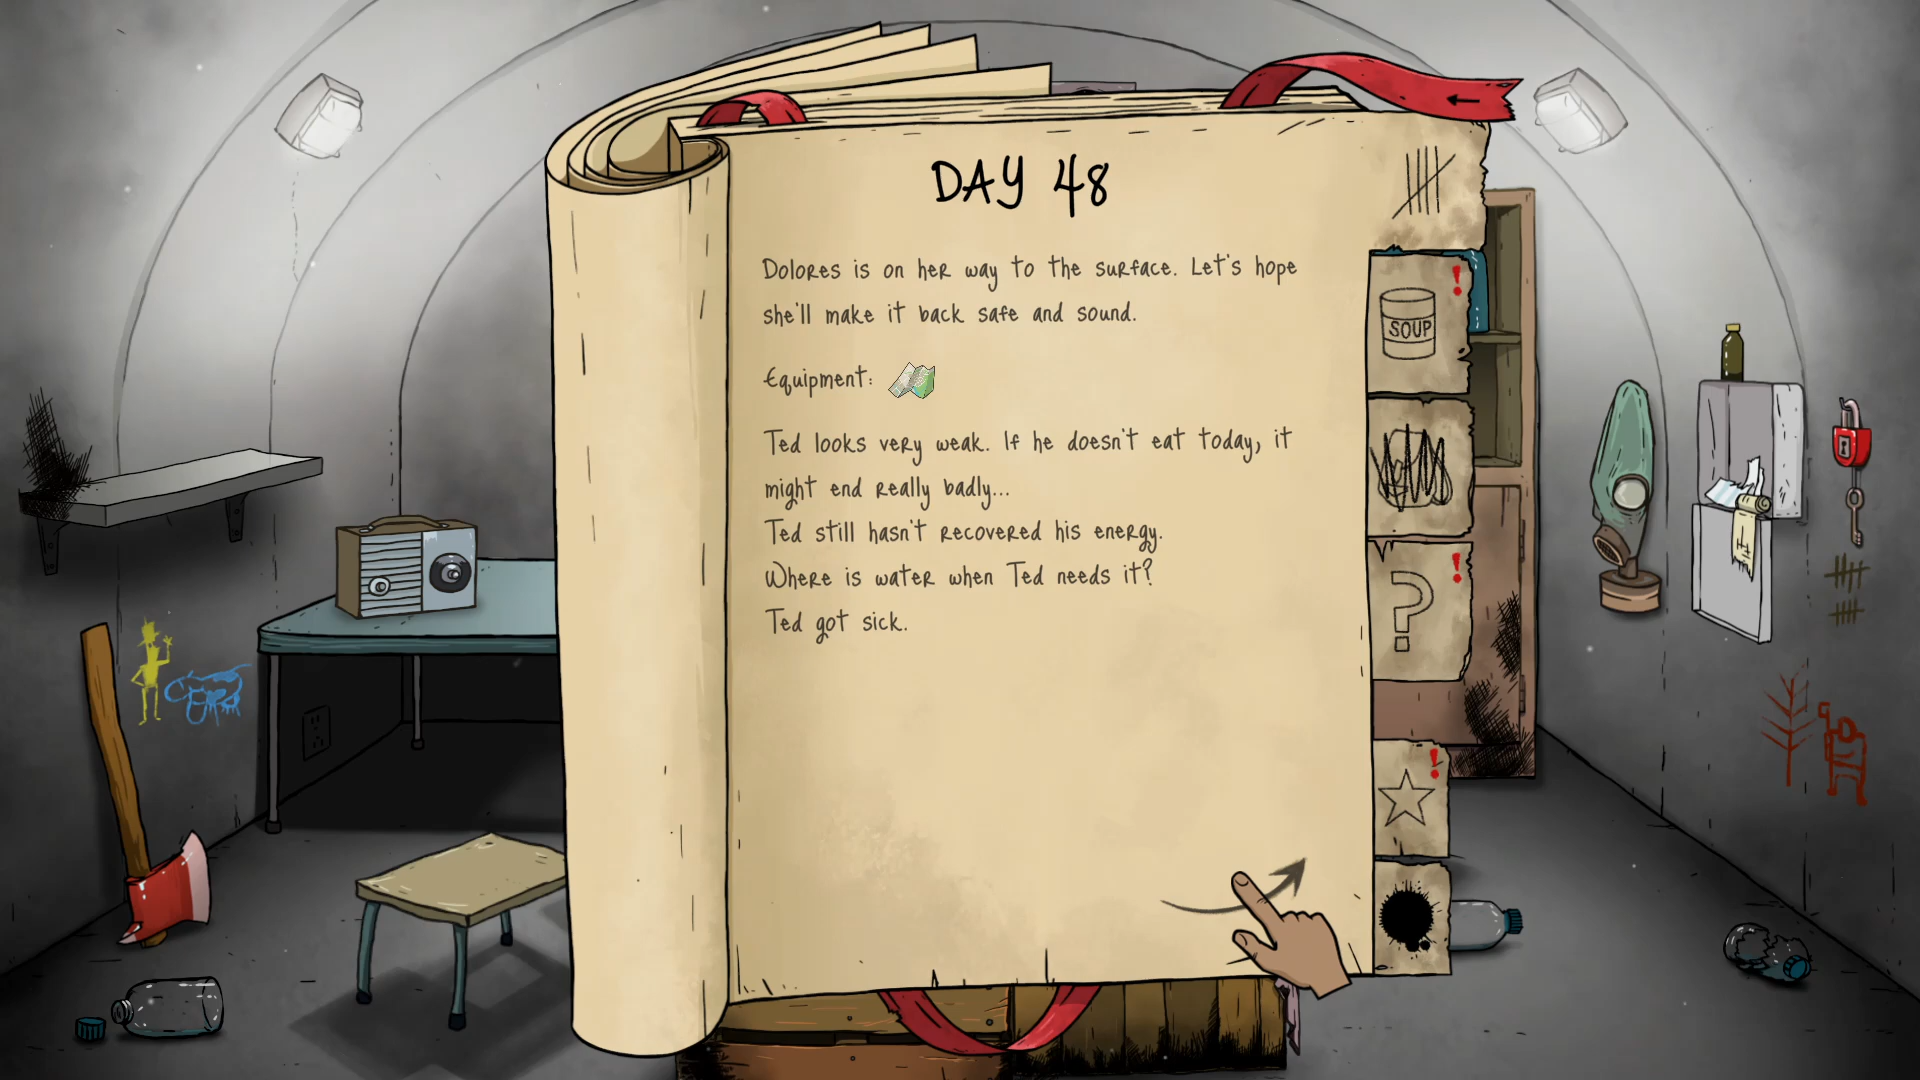 DAY 48
Dolores is on her way to the surface. Let's hope
she'll make it back safe and sound.
Equipment:
Ted looks very weak. If he doesn't eat today, it
might end really badly...
Ted still hasn't recovered his energy.
Where is water when Ted needs it?
Ted got sick.
!
SOUP
!
?
!